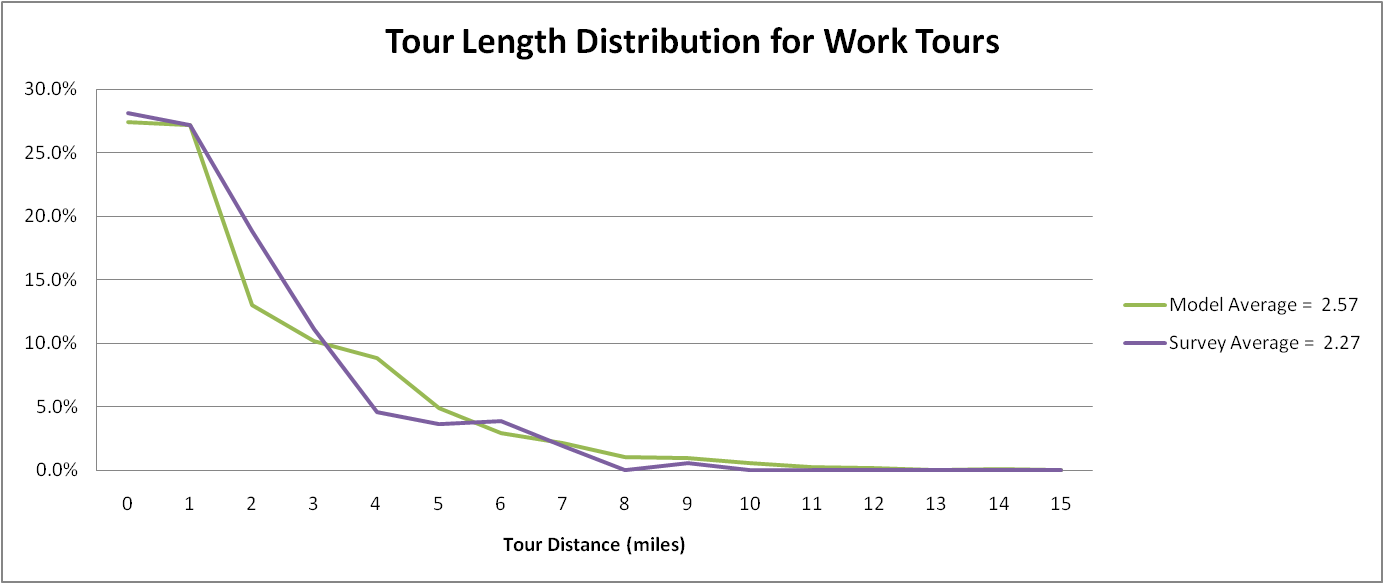 Tour Length Distribution for Work Tours
30.0%
25.0%
20.0%
15.0%
10.0%
5.0%
0.0%
0 1 2 3 4 5 6 7 8 9 10 11 12 13 14 15
Tour Distance (miles)
Model Average = 2.57
Survey Average = 2.27